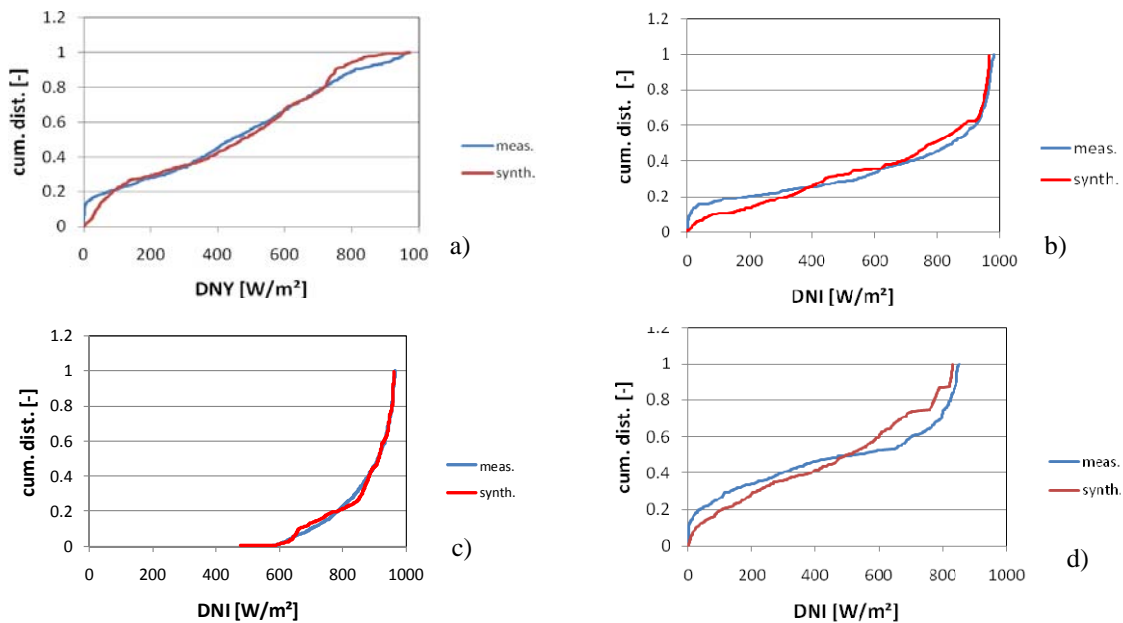 1.2
1
0.8
0.6
0.4
0.2
0
cum. dist. [-]
0 200 400 600 800 100
DNY [W/m²]
meas.
synth.
a)
1.2
1
0.8
0.6
0.4
0.2
0
cum. dist. [-]
0 200 400 600 800 1000
DNI [W/m²]
meas.
synth.
b)
1.2
1
0.8
0.6
0.4
0.2
0
cum. dist. [-]
0 200 400 600 800 1000
DNI [W/m²]
meas.
synth.
c)
1.2
1
0.8
0.6
0.4
0.2
0
cum. dist. [-]
0 200 400 600 800 1000
DNI [W/m²]
meas.
synth.
d)